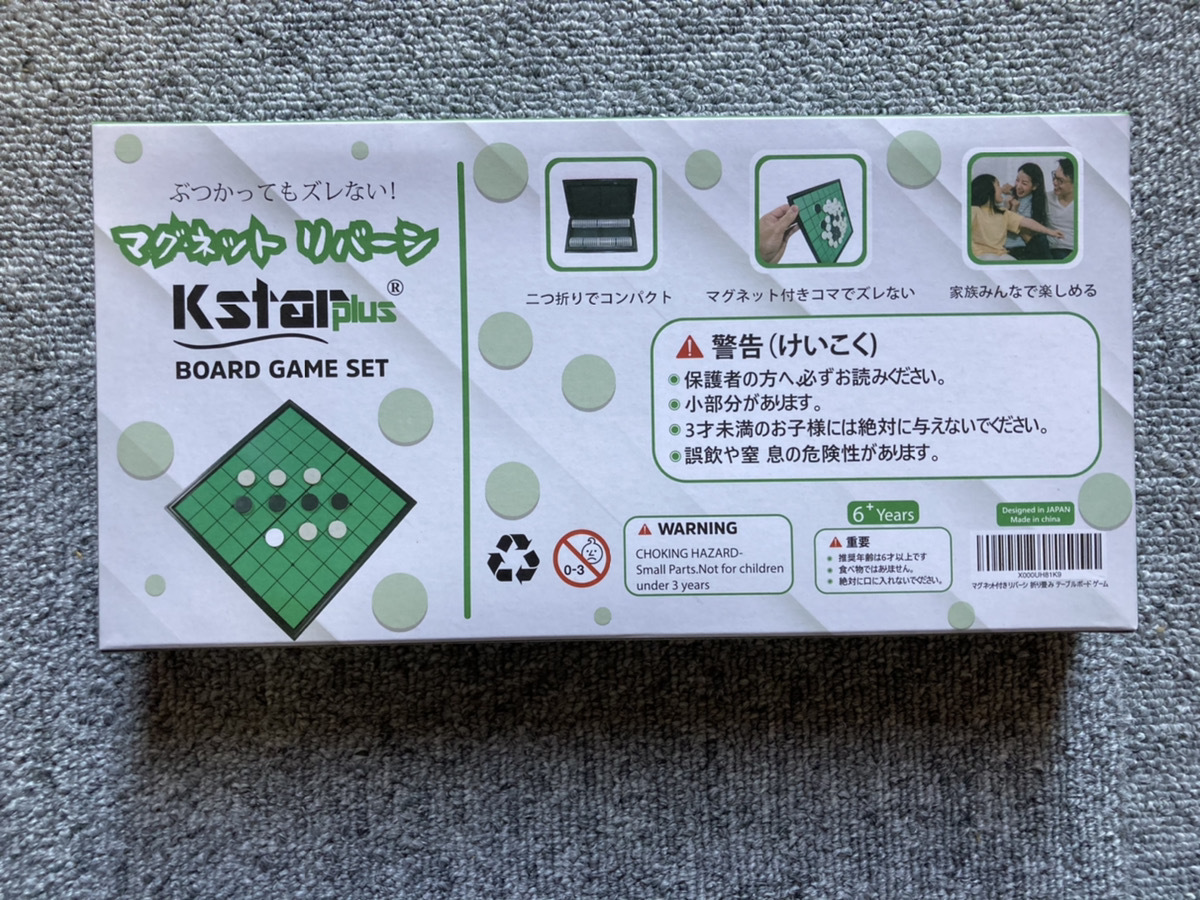 ぶつかってもズレない!
マグネット リバーシ
Kstar plus®
BOARD GAME SET
二つ折りでコンパクト
マグネット付きコマでズレない
家族みんなで楽しめる
警告(けいこく)
保護者の方へ必ずお読みください。
小部分があります。
3才未満のお子様には絶対に与えないでください。
誤飲や窒 息の危険性があります。
0-3
WARNING
CHOKING HAZARD-
Small Parts.Not for children
under 3 years
6+ Years
重要
推奨年齢は6才以上です
食べ物ではありません。
絶対に口に入れないでください。
Designed in JAPAN
Made in china
X000UH81K9
マグネット付きリバーシ 折り畳み テーブルボードゲーム